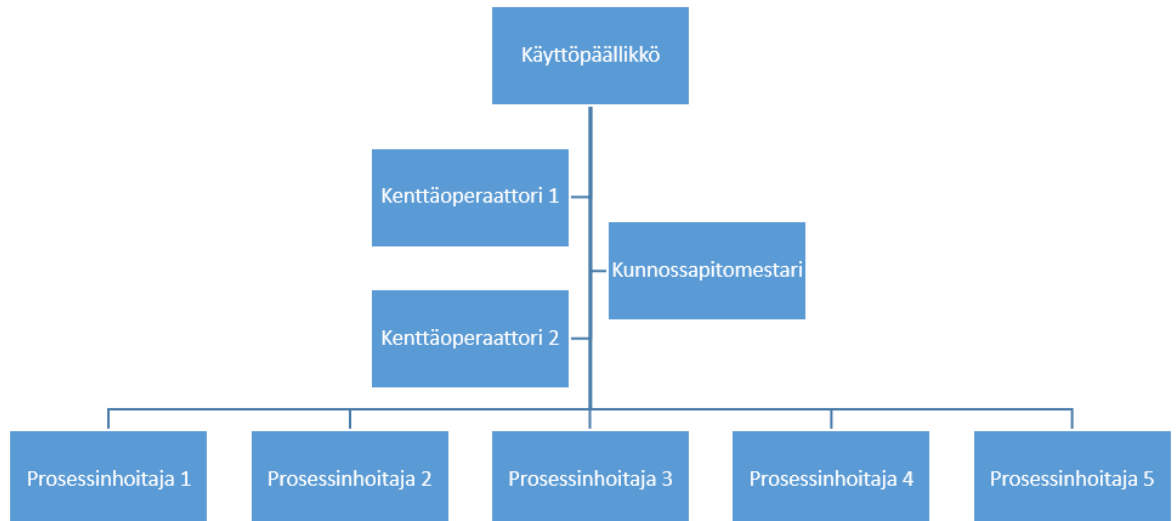 Käyttöpäällikkö
Kenttäoperaattori 1
Kunnossapitomestari
Kenttäoperaattori 2
Prosessinhoitaja 1
Prosessinhoitaja 2
Prosessinhoitaja 3
Prosessinhoitaja 4
Prosessinhoitaja 5